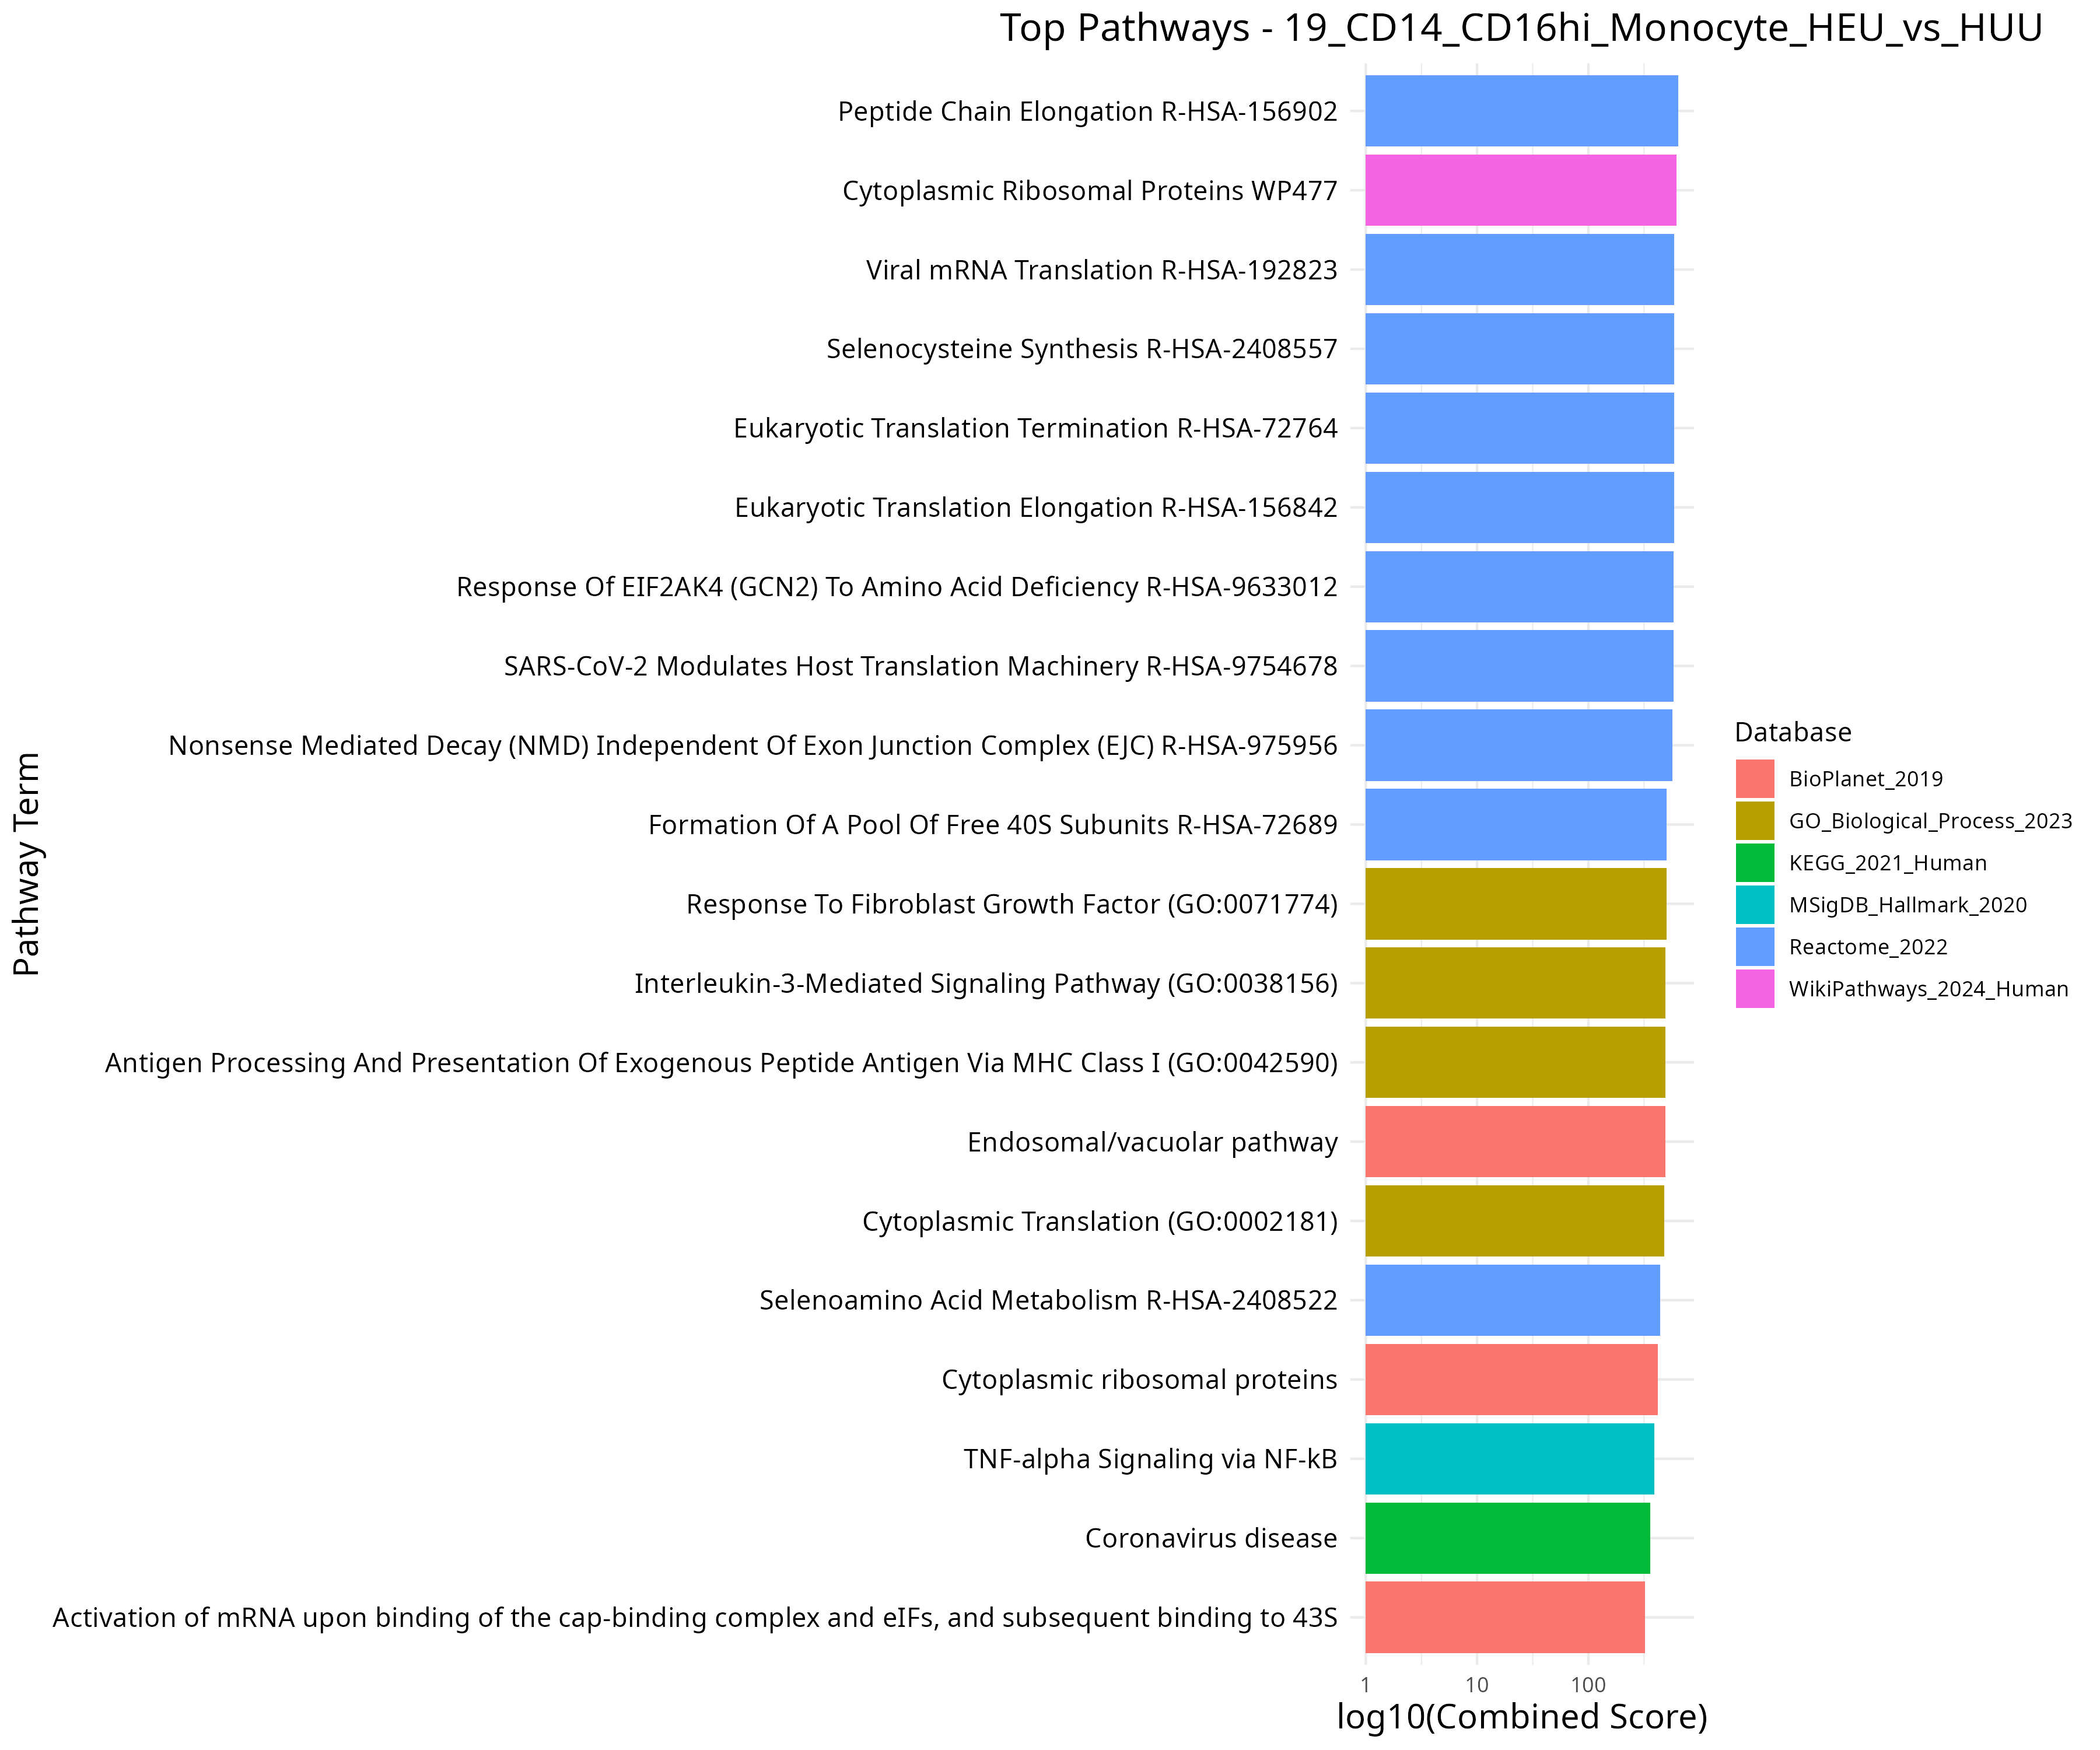 Top Pathways - 19_CD14_CD16hi_Monocyte_HEU_vs_HUU
Pathway Term
Peptide Chain Elongation R-HSA-156902
Cytoplasmic Ribosomal Proteins WP477
Viral mRNA Translation R-HSA-192823
Selenocysteine Synthesis R-HSA-2408557
Eukaryotic Translation Termination R-HSA-72764
Eukaryotic Translation Elongation R-HSA-156842
Response Of EIF2AK4 (GCN2) To Amino Acid Deficiency R-HSA-9633012
SARS-CoV-2 Modulates Host Translation Machinery R-HSA-9754678
Nonsense Mediated Decay (NMD) Independent Of Exon Junction Complex (EJC) R-HSA-975956
Formation Of A Pool Of Free 40S Subunits R-HSA-72689
Response To Fibroblast Growth Factor (GO:0071774)
Interleukin-3-Mediated Signaling Pathway (GO:0038156)
Antigen Processing And Presentation Of Exogenous Peptide Antigen Via MHC Class I (GO:0042590)
Endosomal/vacuolar pathway
Cytoplasmic Translation (GO:0002181)
Selenoamino Acid Metabolism R-HSA-2408522
Cytoplasmic ribosomal proteins
TNF-alpha Signaling via NF-kB
Coronavirus disease
Activation of mRNA upon binding of the cap-binding complex and eIFs, and subsequent binding to 43S
1 10 100
log10(Combined Score)
Database
BioPlanet_2019
GO_Biological_Process_2023
KEGG_2021_Human
MSigDB_Hallmark_2020
Reactome_2022
WikiPathways_2024_Human